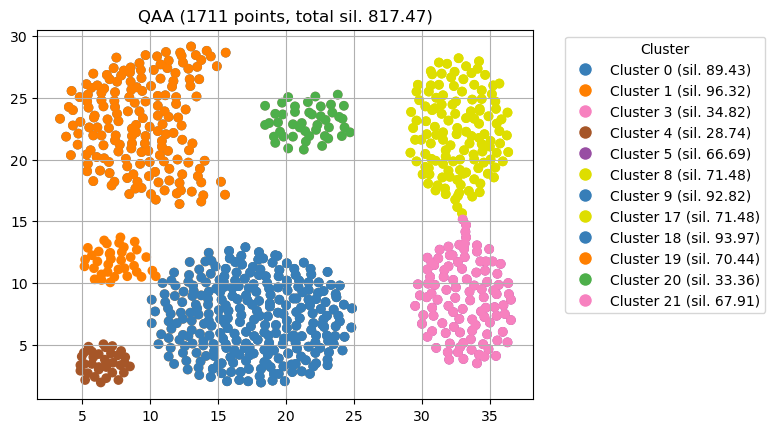 QAA (1711 points, total sil. 817.47)
30
25
20
15
10
5
5 10 15 20 25 30 35
Cluster
Cluster 0 (sil. 89.43)
Cluster 1 (sil. 96.32)
Cluster 3 (sil. 34.82)
Cluster 4 (sil. 28.74)
Cluster 5 (sil. 66.69)
Cluster 8 (sil. 71.48)
Cluster 9 (sil. 92.82)
Cluster 17 (sil. 71.48)
Cluster 18 (sil. 93.97)
Cluster 19 (sil. 70.44)
Cluster 20 (sil. 33.36)
Cluster 21 (sil. 67.91)